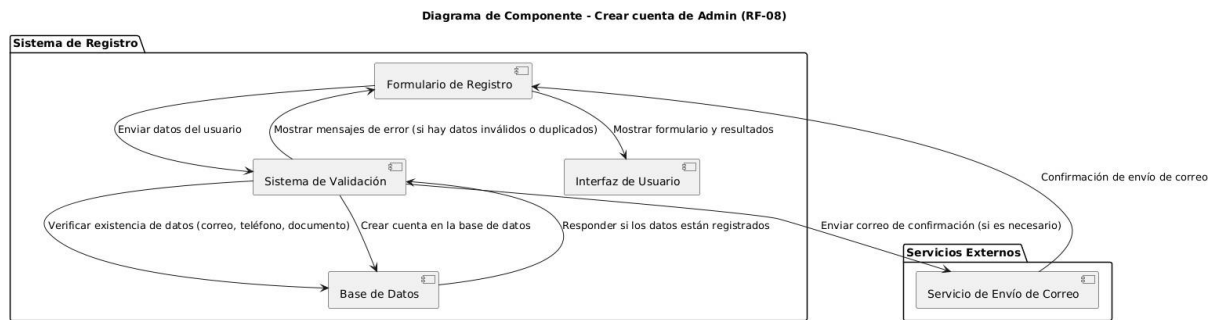 Diagrama de Componente - Crear cuenta de Admin (RF-08)
Sistema de Registro
Formulario de Registro
Enviar datos del usuario
Mostrar mensajes de error (si hay datos inválidos o duplicados)
Mostrar formulario y resultados
Confirmación de envío de correo
Sistema de Validación
Interfaz de Usuario
Verificar existencia de datos (correo, teléfono, documento)
Crear cuenta en la base de datos
Responder si los datos están registrados
Enviar correo de confirmación (si es necesario)
Servicios Externos
Base de Datos
Servicio de Envío de Correo